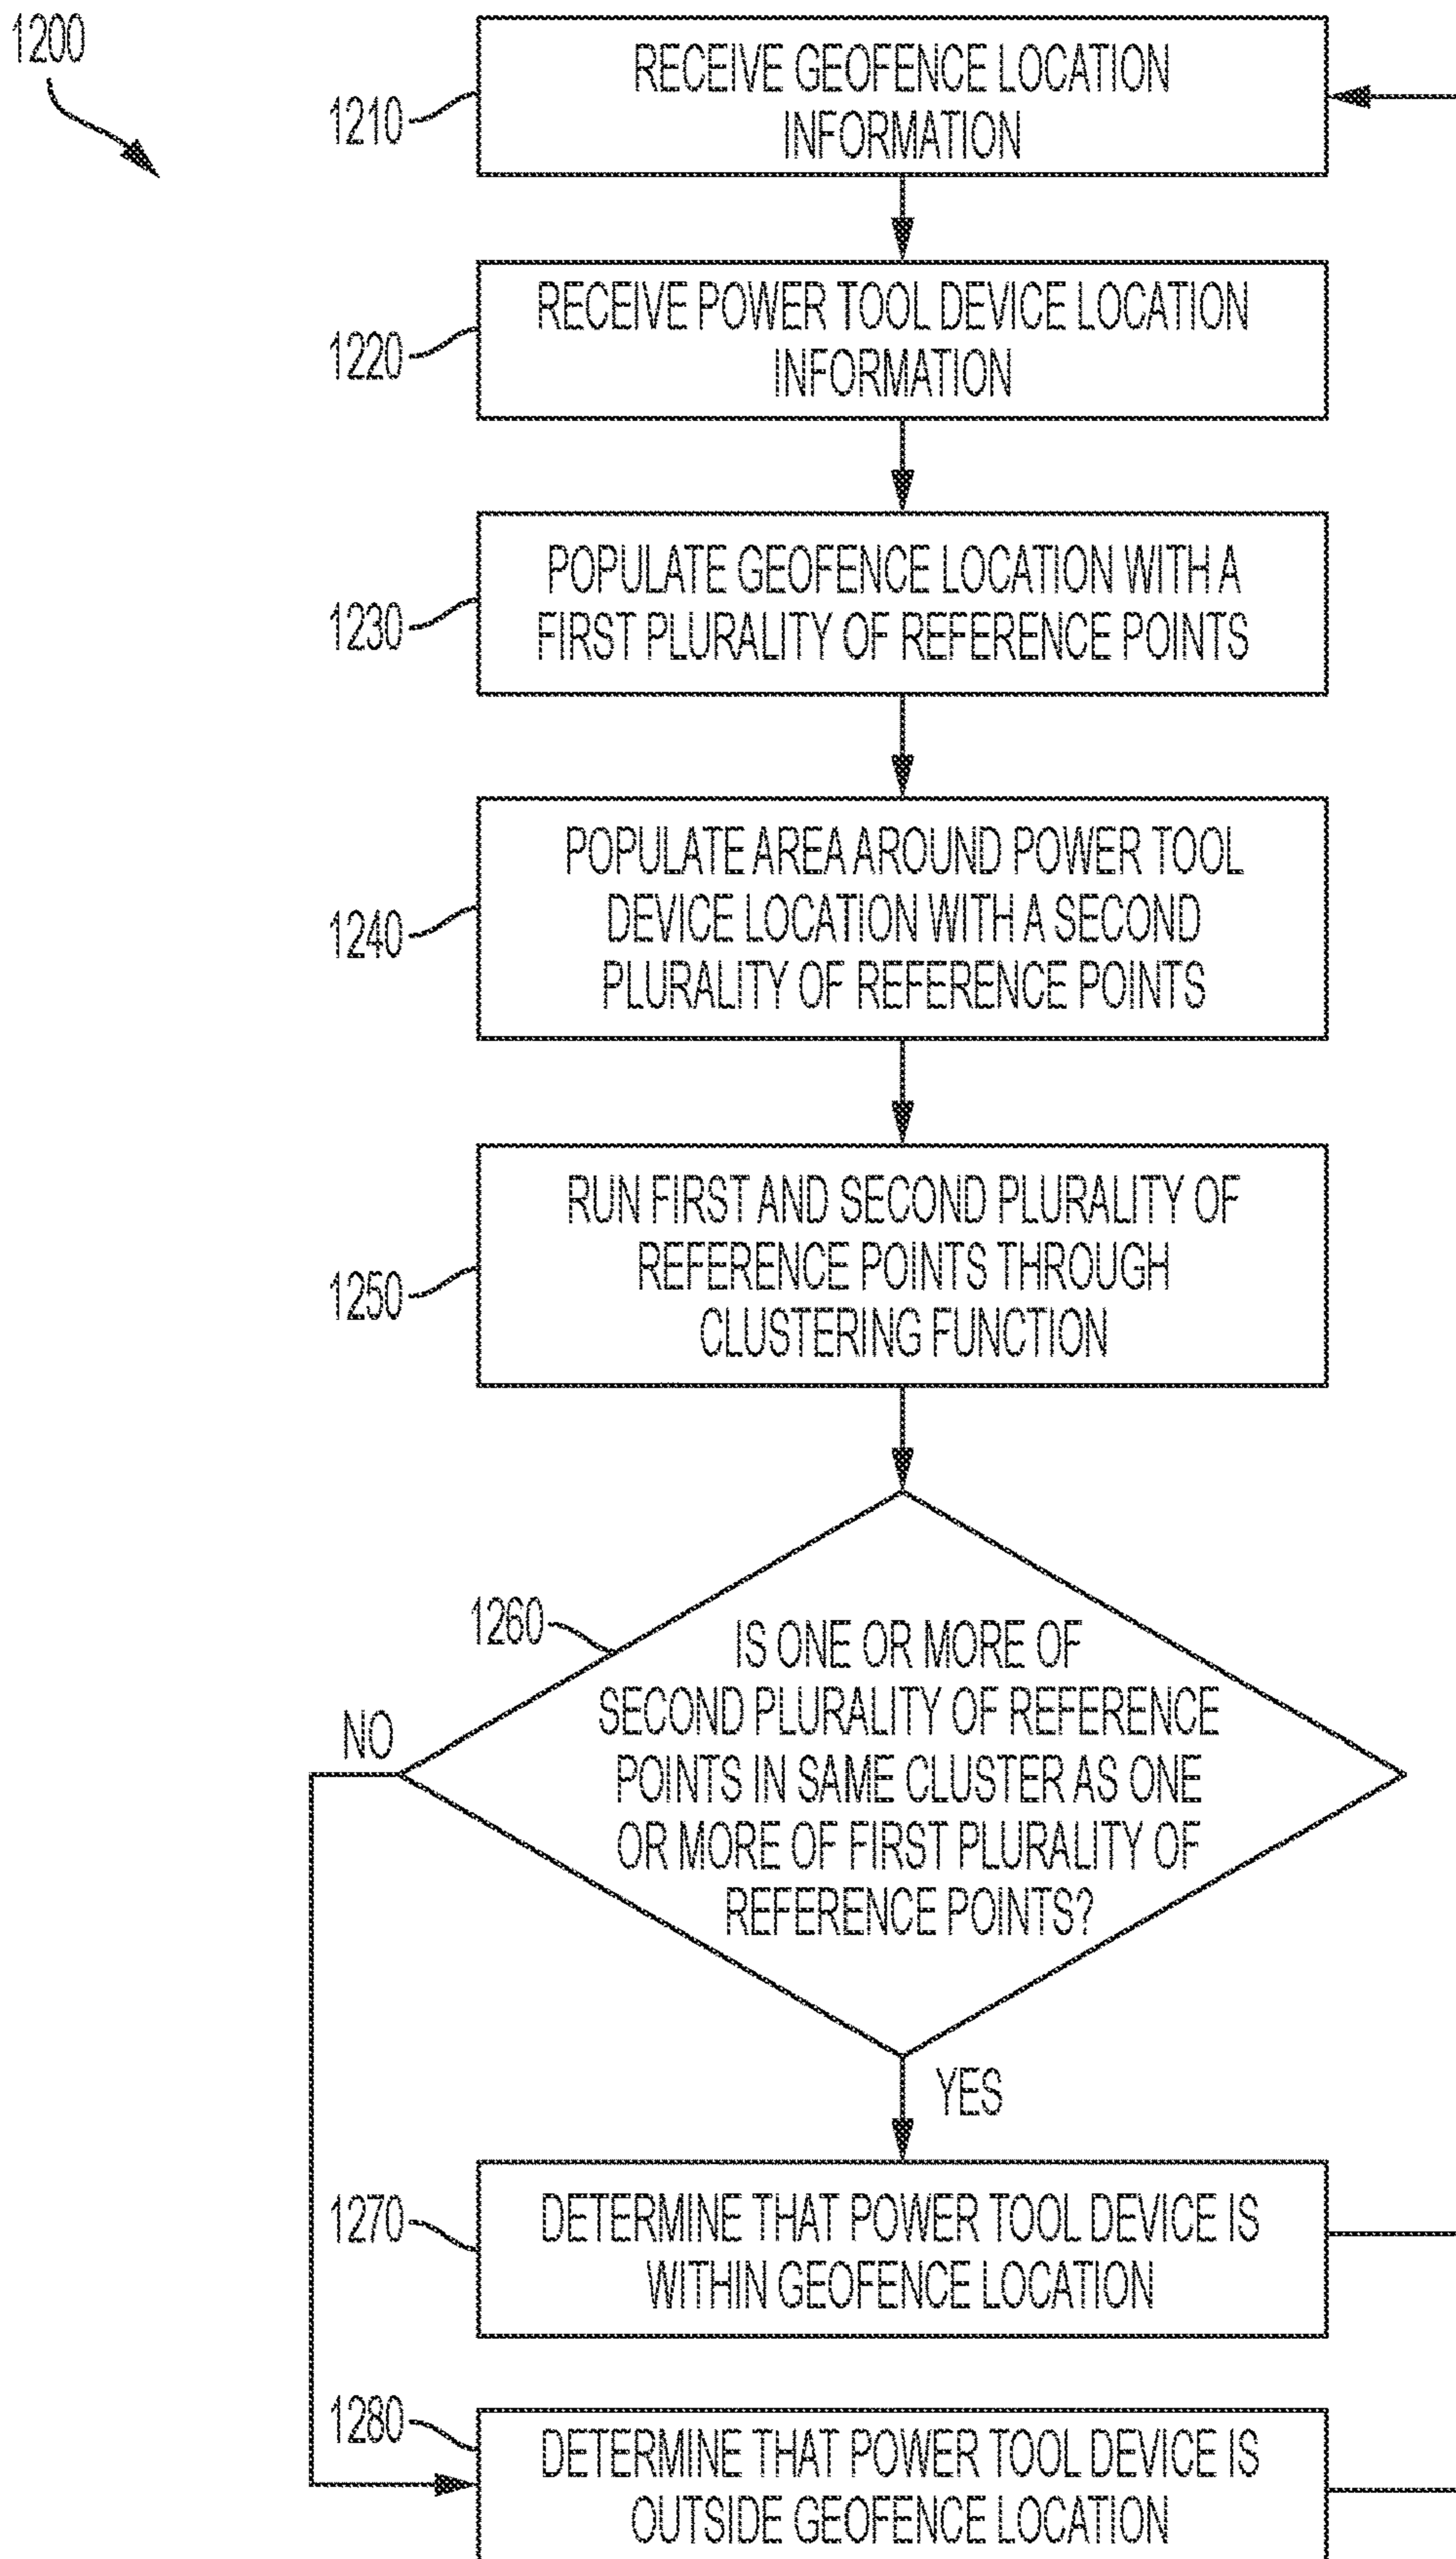 1200
1210
RECEIVE GEOFENCE LOCATION
INFORMATION
1220
RECEIVE POWER TOOL DEVICE LOCATION
INFORMATION
1230
POPULATE GEOFENCE LOCATION WITH A
FIRST PLURALITY OF REFERENCE POINTS
1240
POPULATE AREA AROUND POWER TOOL
DEVICE LOCATION WITH A SECOND
PLURALITY OF REFERENCE POINTS
1250
RUN FIRST AND SECOND PLURALITY OF
REFERENCE POINTS THROUGH
CLUSTERING FUNCTION
1260
IS ONE OR MORE OF
SECOND PLURALITY OF REFERENCE
POINTS IN SAME CLUSTER AS ONE
OR MORE OF FIRST PLURALITY OF
REFERENCE POINTS?
NO
YES
1270
DETERMINE THAT POWER TOOL DEVICE IS
WITHIN GEOFENCE LOCATION
1280
DETERMINE THAT POWER TOOL DEVICE IS
OUTSIDE GEOFENCE LOCATION